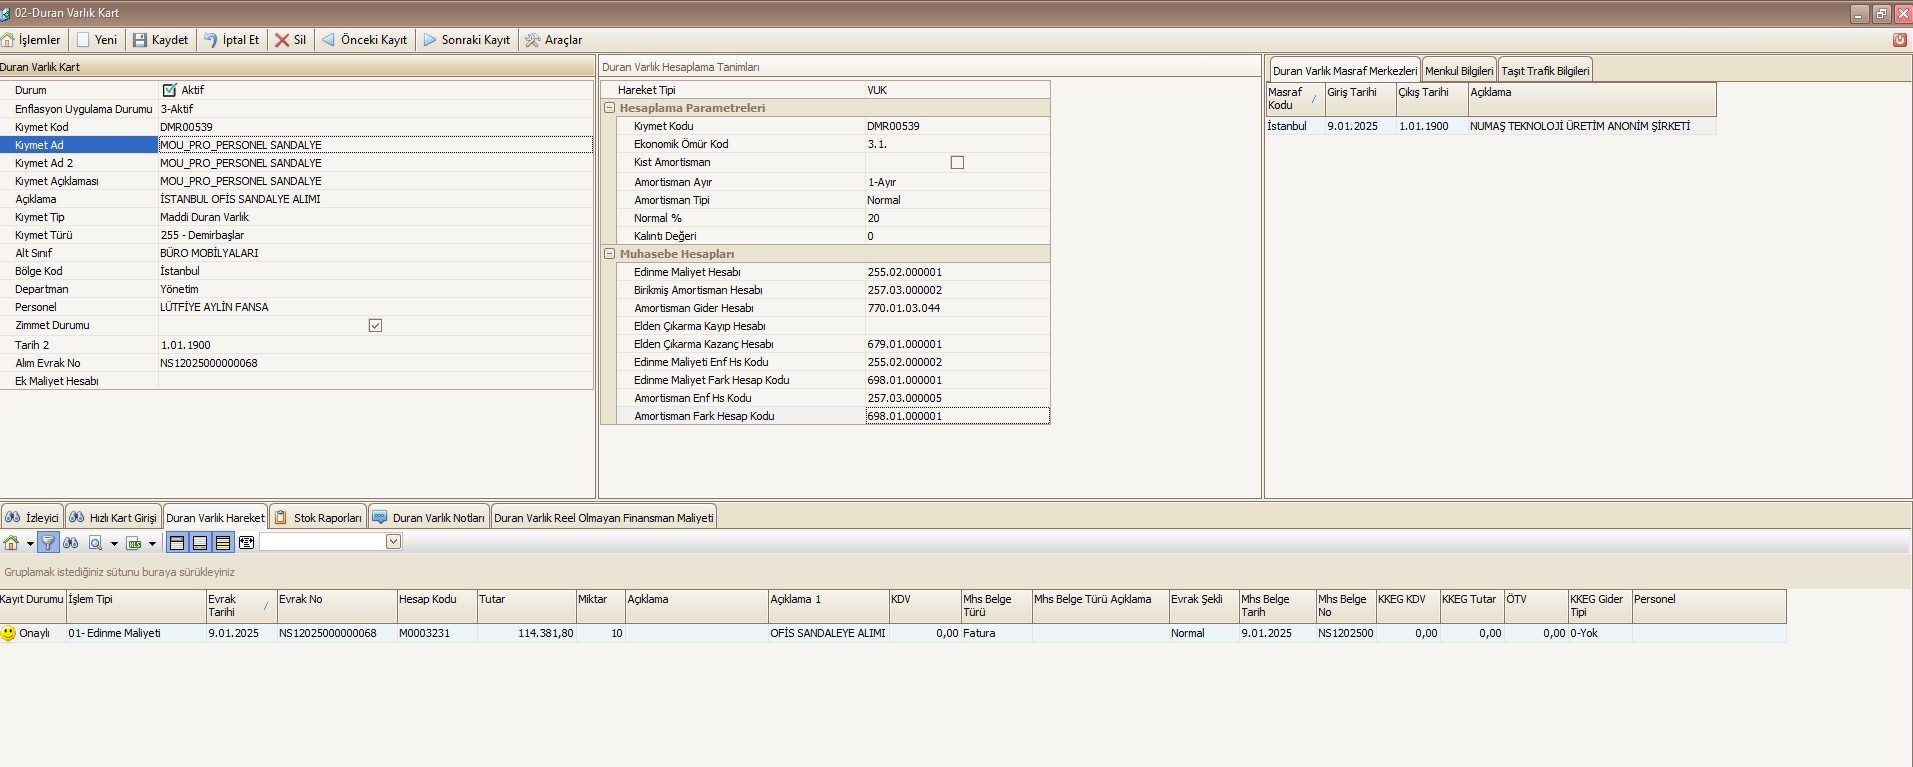 02-Duran Varlık Kart
İşlemler Yeni Kaydet İptal Et Sil Önceki Kayıt Sonraki Kayıt Araçlar
Duran Varlık Kart
Durum Aktif
Enflasyon Uygulama Durumu 3-Aktif
Kıymet Kod DMR00539
Kıymet Ad MOU_PRO_PERSONEL SANDALYE
Kıymet Ad 2 MOU_PRO_PERSONEL SANDALYE
Kıymet Açıklaması MOU_PRO_PERSONEL SANDALYE
Açıklama İSTANBUL OFİS SANDALYE ALIMI
Kıymet Tip Maddi Duran Varlık
Kıymet Türü 255 - Demirbaşlar
Alt Sınıf BÜRO MOBİLYALARI
Bölge Kod İstanbul
Departman Yönetim
Personel LÜTFİYE AYLİN FANSA
Zimmet Durumu
Tarih 2 1.01.1900
Alım Evrak No NS12025000000068
Ek Maliyet Hesabı
Duran Varlık Hesaplama Tanimları
Hareket Tipi VUK
Hesaplama Parametreleri
Kıymet Kodu DMR00539
Ekonomik Ömür Kod 3.1.
Kıst Amortisman
Amortisman Ayır 1-Ayır
Amortisman Tipi Normal
Normal % 20
Kalıntı Değeri 0
Muhasebe Hesapları
Edinme Maliyet Hesabı 255.02.000001
Birikmiş Amortisman Hesabı 257.03.000002
Amortisman Gider Hesabı 770.01.03.044
Elden Çıkarma Kayıp Hesabı
Elden Çıkarma Kazanç Hesabı 679.01.000001
Edinme Maliyeti Enf Hs Kodu 255.02.000002
Edinme Maliyet Fark Hesap Kodu 698.01.000001
Amortisman Enf Hs Kodu 257.03.000005
Amortisman Fark Hesap Kodu 698.01.000001
Duran Varlık Masraf Merkezleri Menkul Bilgileri Taşıt Trafik Bilgileri
Masraf Kodu Giriş Tarihi Çıkış Tarihi Açıklama
İstanbul 9.01.2025 1.01.1900 NUMAŞ TEKNOLOJİ ÜRETİM ANONİM ŞİRKETİ
İzleyici Hızlı Kart Girişi Duran Varlık Hareket Stok Raporları Duran Varlık Notları Duran Varlık Reel Olmayan Finansman Maliyeti
XLS
Gruplamak istediğiniz sütunu buraya sürükleyiniz
Kayıt Durumu İşlem Tipi Evrak Tarihi Evrak No Hesap Kodu Tutar Miktar Açıklama Açıklama 1 KDV Mhs Belge Türü Mhs Belge Türü Açıklama Evrak Şekli Mhs Belge Tarih Mhs Belge No KKEG KDV KKEG Tutar ÖTV KKEG Gider Tipi Personel
Onaylı 01- Edinme Maliyeti 9.01.2025 NS12025000000068 M0003231 114.381,80 10 OFİS SANDALEYE ALIMI 0,00 Fatura Normal 9.01.2025 NS1202500 0,00 0,00 0,00 0-Yok